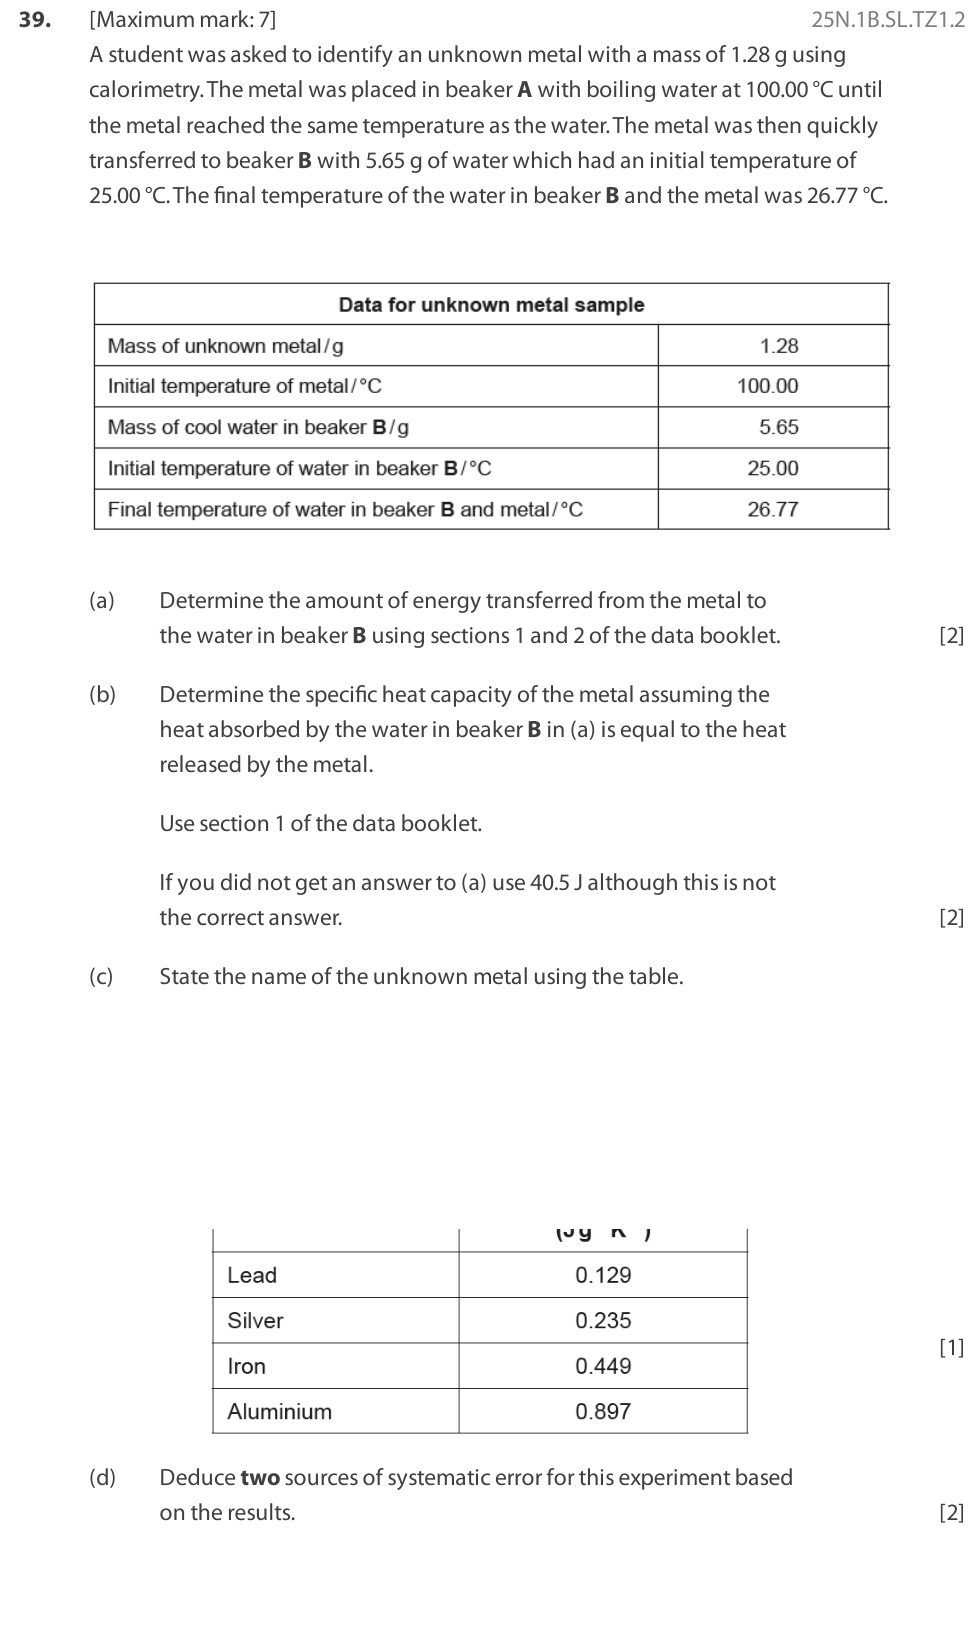 39. [Maximum mark: 7] 25N.1B.SL.TZ1.2
A student was asked to identify an unknown metal with a mass of 1.28 g using
calorimetry. The metal was placed in beaker A with boiling water at 100.00 °C until
the metal reached the same temperature as the water. The metal was then quickly
transferred to beaker B with 5.65 g of water which had an initial temperature of
25.00 °C. The final temperature of the water in beaker B and the metal was 26.77 °C.
Data for unknown metal sample
Mass of unknown metal/g 1.28
Initial temperature of metal/°C 100.00
Mass of cool water in beaker B/g 5.65
Initial temperature of water in beaker B/°C 25.00
Final temperature of water in beaker B and metal/°C 26.77
(a) Determine the amount of energy transferred from the metal to
the water in beaker B using sections 1 and 2 of the data booklet. [2]
(b) Determine the specific heat capacity of the metal assuming the
heat absorbed by the water in beaker B in (a) is equal to the heat
released by the metal.
Use section 1 of the data booklet.
If you did not get an answer to (a) use 40.5 J although this is not
the correct answer. [2]
(c) State the name of the unknown metal using the table.
Lead 0.129
Silver 0.235
[1]
Iron 0.449
Aluminium 0.897
(d) Deduce two sources of systematic error for this experiment based
on the results. [2]